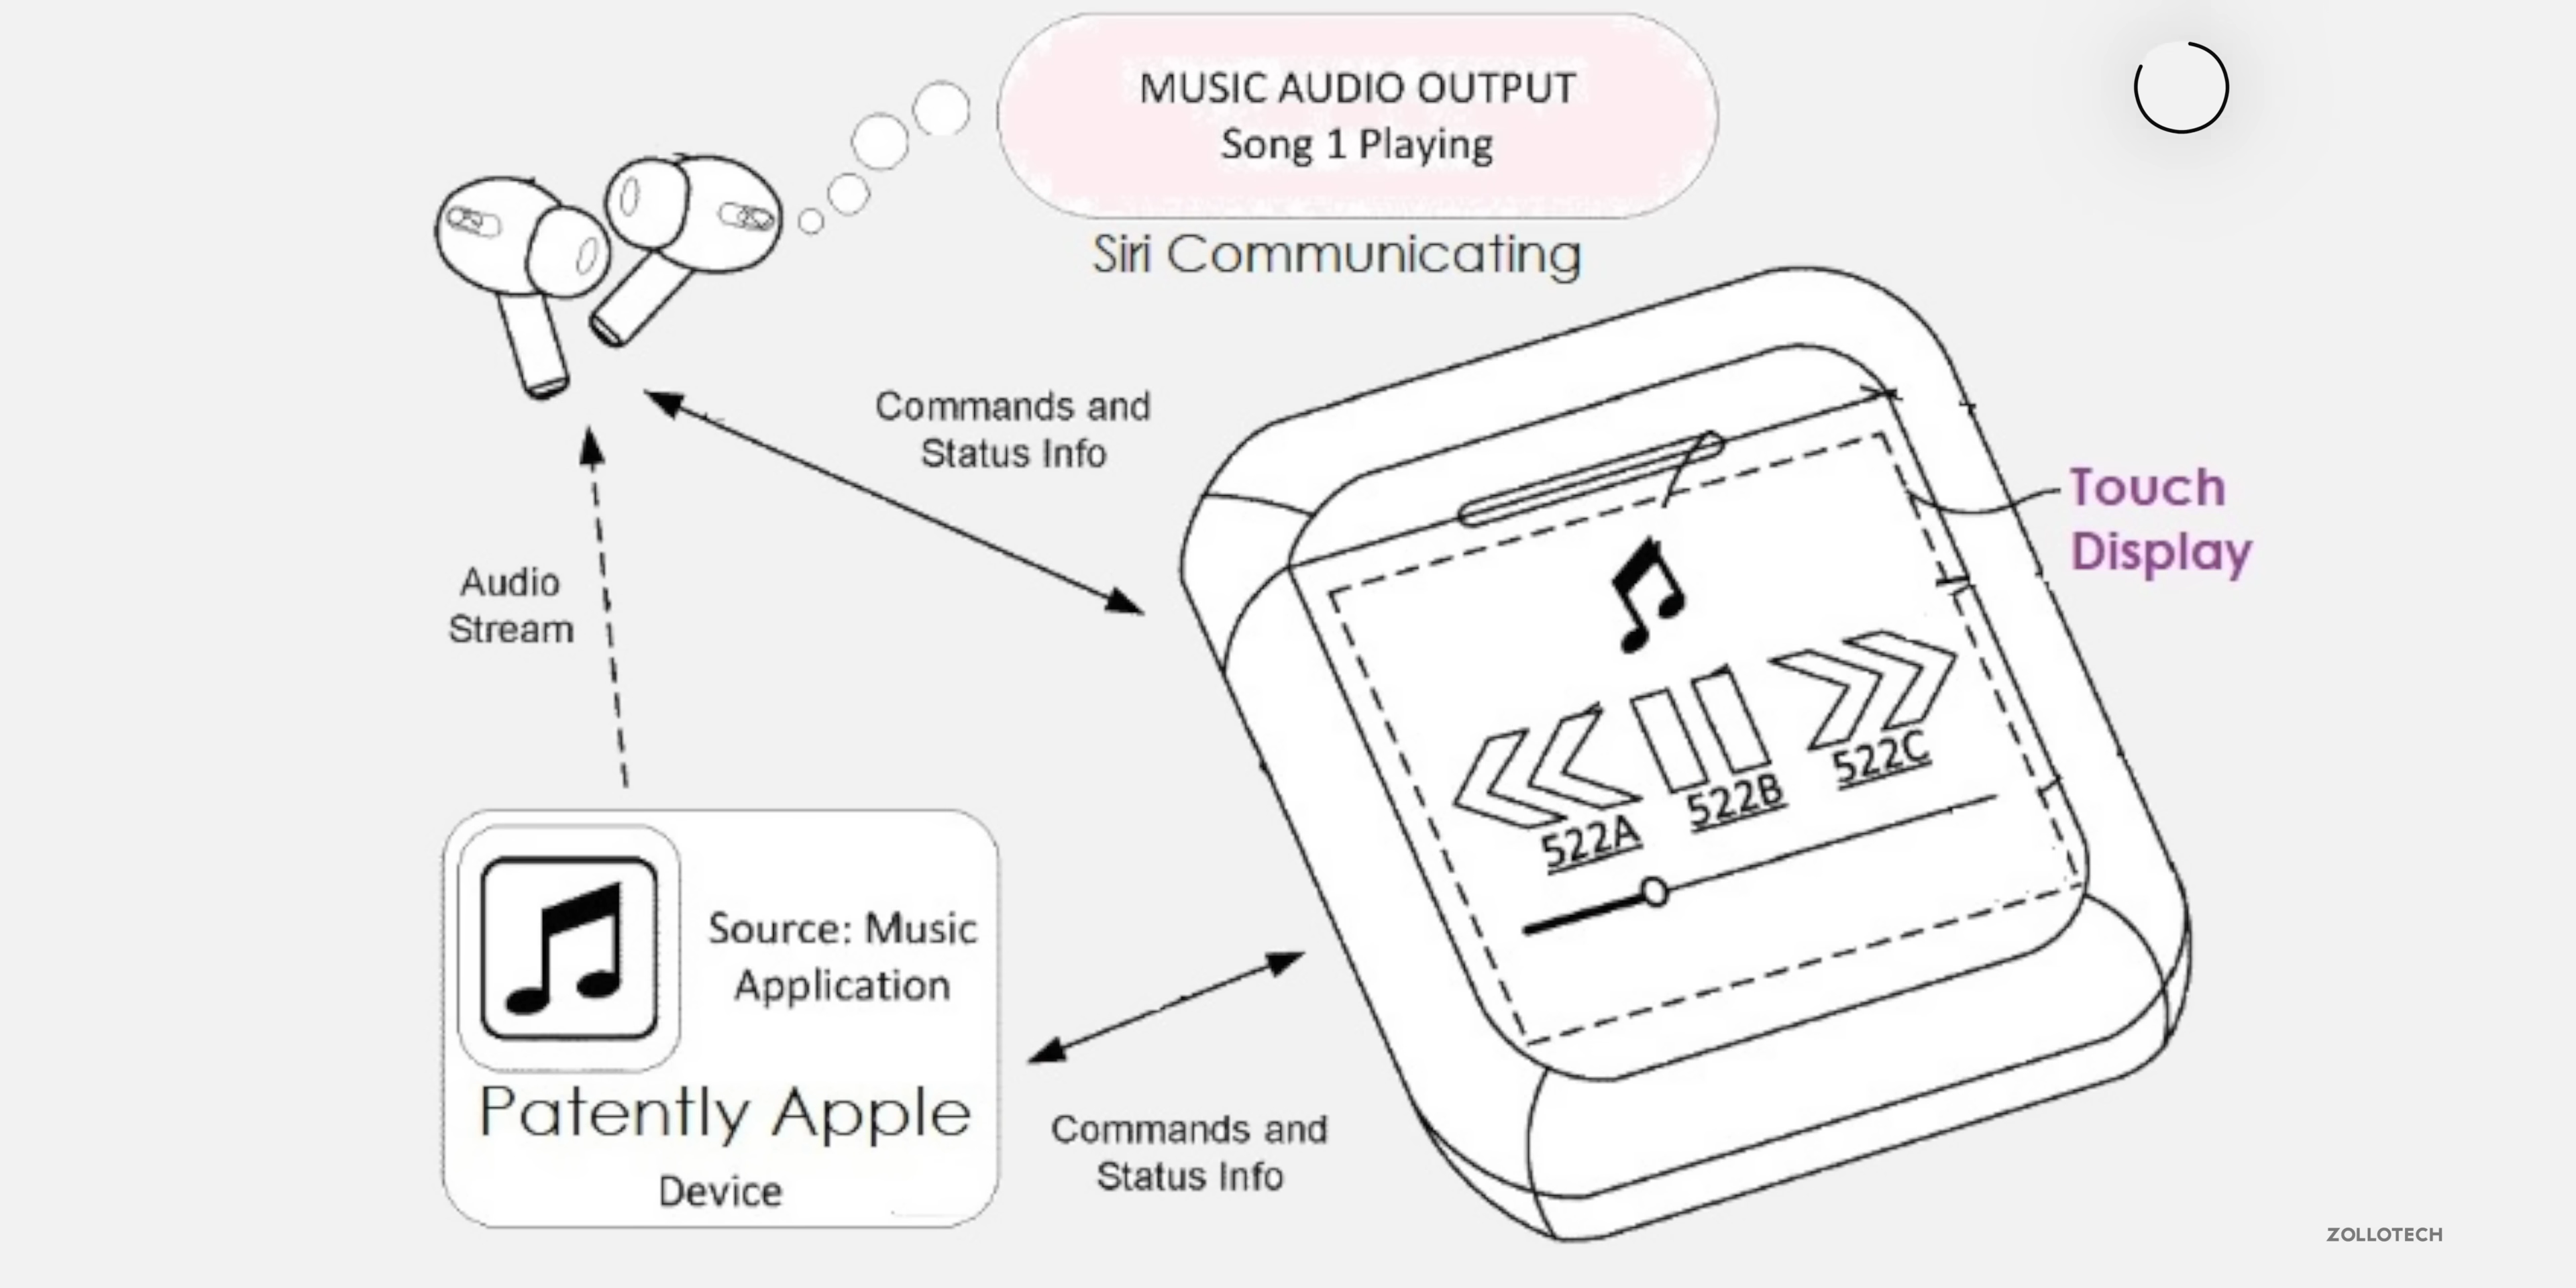 MUSIC AUDIO OUTPUT
Song 1 Playing
Siri Communicating
Commands and
Status Info
Touch
Display
Audio
Stream
522A
522B
522C
Source: Music
Application
Patently Apple
Device
Commands and
Status Info
ZOLLOTECH